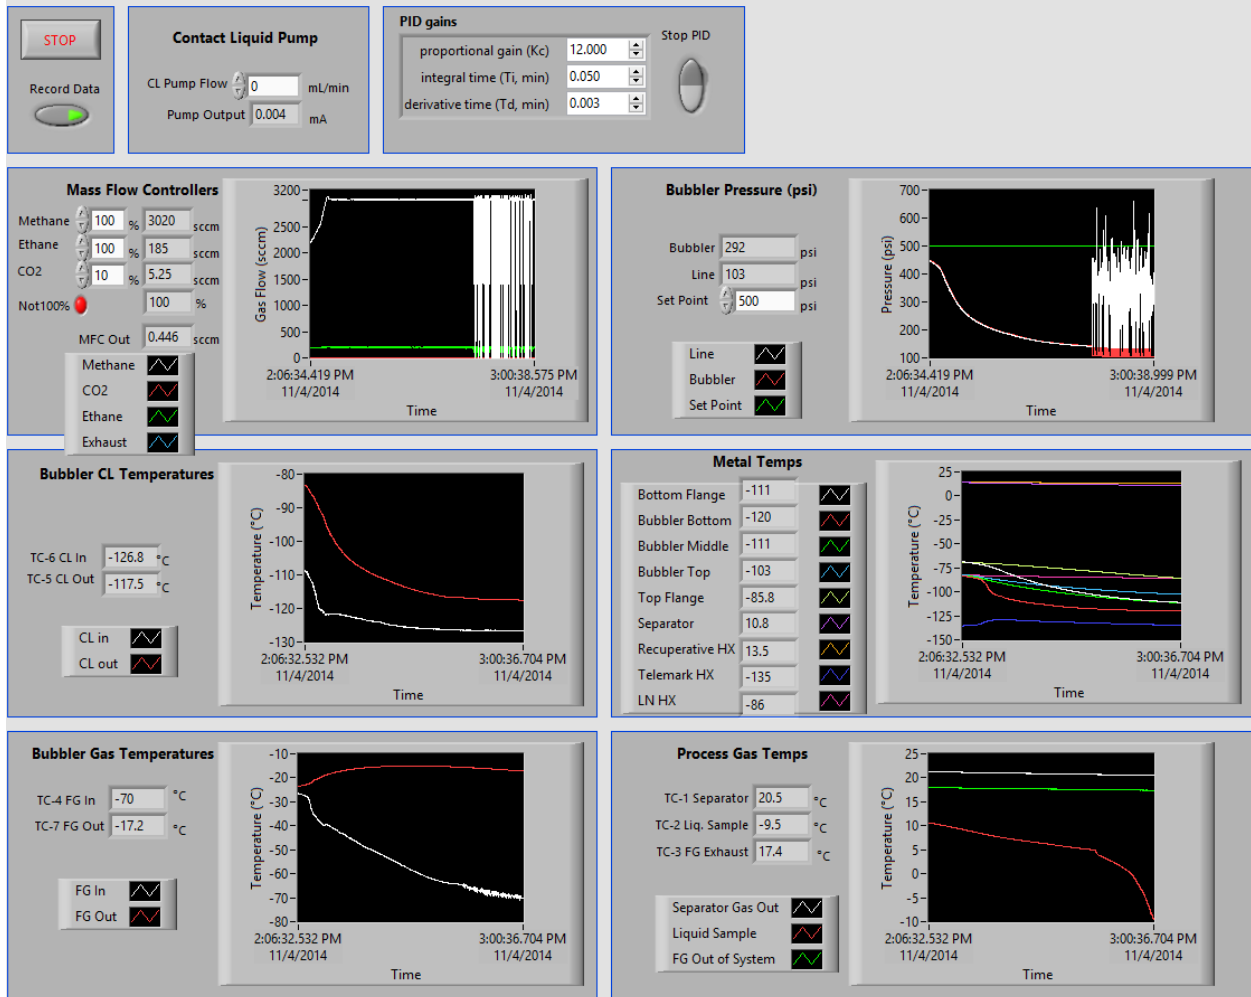 STOP
Record Data
Contact Liquid Pump
CL Pump Flow 0 mL/min
Pump Output 0.004 mA
PID gains
proportional gain (Kc) 12.000
integral time (Ti, min) 0.050
derivative time (Td, min) 0.003
Stop PID
Mass Flow Controllers
Methane 100 % 3020 sccm
Ethane 100 % 185 sccm
CO2 10 % 5.25 sccm
Not100% 100 %
MFC Out 0.446 sccm
Methane
CO2
Ethane
Exhaust
Gas Flow (sccm)
3200
2500
2000
1500
1000
500
0
2:06:34.419 PM 3:00:38.575 PM
11/4/2014 11/4/2014
Time
Bubbler Pressure (psi)
Bubbler 292 psi
Line 103 psi
Set Point 500 psi
Line
Bubbler
Set Point
Pressure (psi)
700
600
500
400
300
200
100
2:06:34.419 PM 3:00:38.999 PM
11/4/2014 11/4/2014
Time
Bubbler CL Temperatures
TC-6 CL In -126.8 °C
TC-5 CL Out -117.5 °C
CL in
CL out
Temperature (°C)
-80
-90
-100
-110
-120
-130
2:06:32.532 PM 3:00:36.704 PM
11/4/2014 11/4/2014
Time
Metal Temps
Bottom Flange -111
Bubbler Bottom -120
Bubbler Middle -111
Bubbler Top -103
Top Flange -85.8
Separator 10.8
Recuperative HX 13.5
Telemark HX -135
LN HX -86
Temperature (°C)
25
0
-25
-50
-75
-100
-125
-150
2:06:32.532 PM 3:00:36.704 PM
11/4/2014 11/4/2014
Time
Bubbler Gas Temperatures
TC-4 FG In -70 °C
TC-7 FG Out -17.2 °C
FG In
FG Out
Temperature (°C)
-10
-20
-30
-40
-50
-60
-70
-80
2:06:32.532 PM 3:00:36.704 PM
11/4/2014 11/4/2014
Time
Process Gas Temps
TC-1 Separator 20.5 °C
TC-2 Liq. Sample -9.5 °C
TC-3 FG Exhaust 17.4 °C
Separator Gas Out
Liquid Sample
FG Out of System
Temperature (°C)
25
20
15
10
5
0
-5
-10
2:06:32.532 PM 3:00:36.704 PM
11/4/2014 11/4/2014
Time